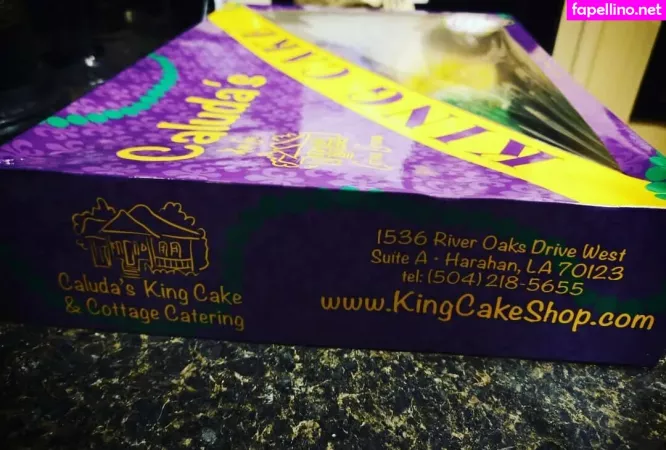 fapellino.net
KING CAKE
Caluda's
KING
Caluda's King Cake
& Cottage Catering
1536 River Oaks Drive West
Suite A • Harahan, LA 70123
tel: (504) 218-5655
www.KingCakeShop.com